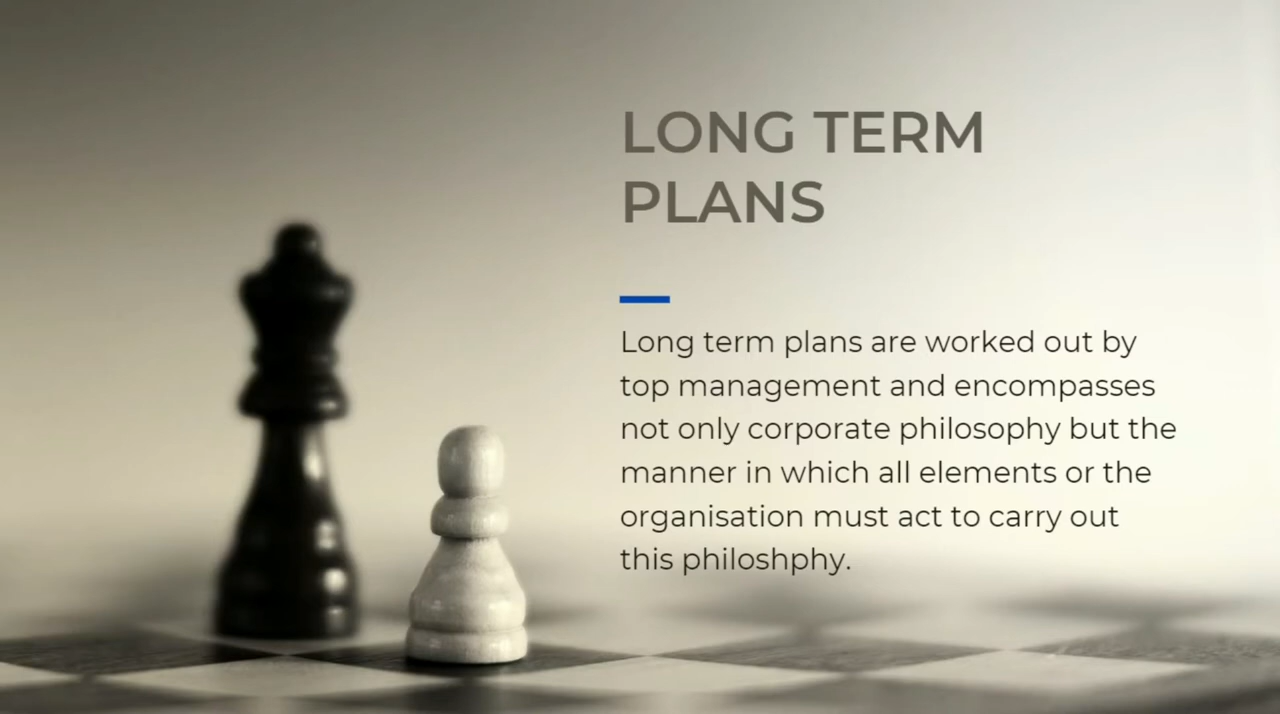 LONG TERM
PLANS
Long term plans are worked out by
top management and encompasses
not only corporate philosophy but the
manner in which all elements or the
organisation must act to carry out
this philoshphy.